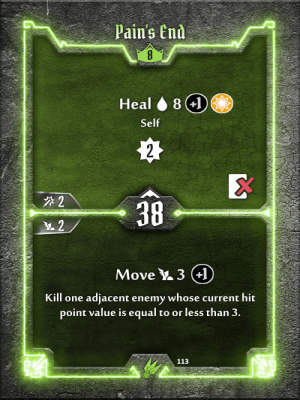 Pain's End
8
Heal 8 +1
Self
2
2
38
2
Move 3 +1
Kill one adjacent enemy whose current hit
point value is equal to or less than 3.
113